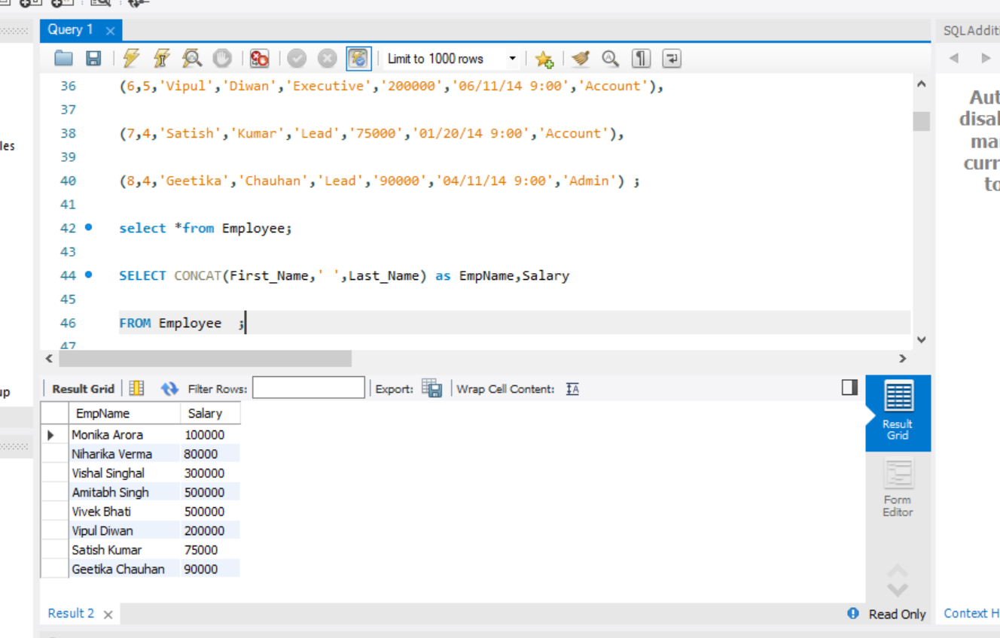 Query 1
SQLAddit
Limit to 1000 rows
36 (6,5,'Vipul','Diwan','Executive','200000','06/11/14 9:00','Account'),
37
38 (7,4,'Satish','Kumar','Lead','75000','01/20/14 9:00','Account'),
39
40 (8,4,'Geetika','Chauhan','Lead','90000','04/11/14 9:00','Admin') ;
41
42 select *from Employee;
43
44 SELECT CONCAT(First_Name,' ',Last_Name) as EmpName,Salary
45
46 FROM Employee  ;
47
les
up
Aut
disal
mai
curr
to
Result Grid Filter Rows: Export: Wrap Cell Content:
EmpName Salary
Monika Arora 100000
Niharika Verma 80000
Vishal Singhal 300000
Amitabh Singh 500000
Vivek Bhati 500000
Vipul Diwan 200000
Satish Kumar 75000
Geetika Chauhan 90000
Result
Grid
Form
Editor
Result 2
Read Only
Context H